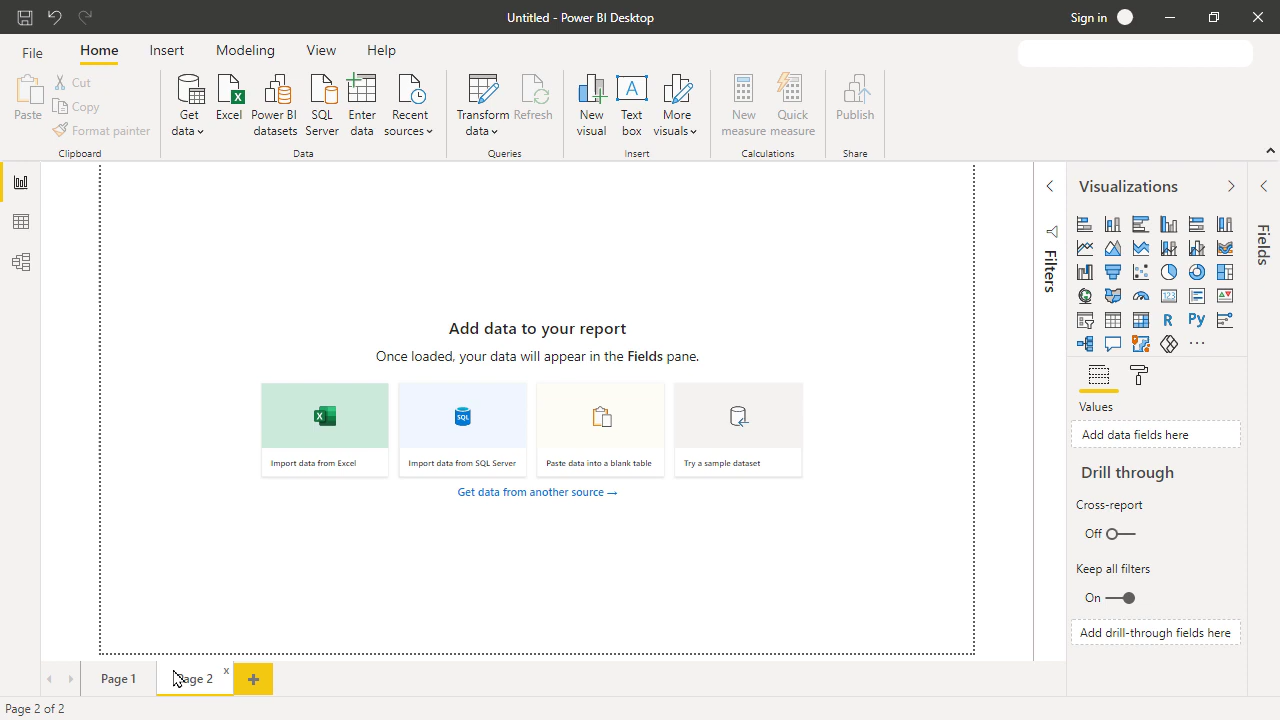 Untitled - Power BI Desktop
Sign in
File
Home
Insert
Modeling
View
Help
Paste
Cut
Copy
Format painter
Clipboard
Get data
Excel
Power BI datasets
SQL Server
Enter data
Recent sources
Data
Transform data
Refresh
Queries
New visual
Text box
More visuals
Insert
New measure
Quick measure
Calculations
Publish
Share
Add data to your report
Once loaded, your data will appear in the Fields pane.
Import data from Excel
Import data from SQL Server
Paste data into a blank table
Try a sample dataset
Get data from another source →
Filters
Visualizations
Fields
Values
Add data fields here
Drill through
Cross-report
Off
Keep all filters
On
Add drill-through fields here
Page 1
Page 2
Page 2 of 2